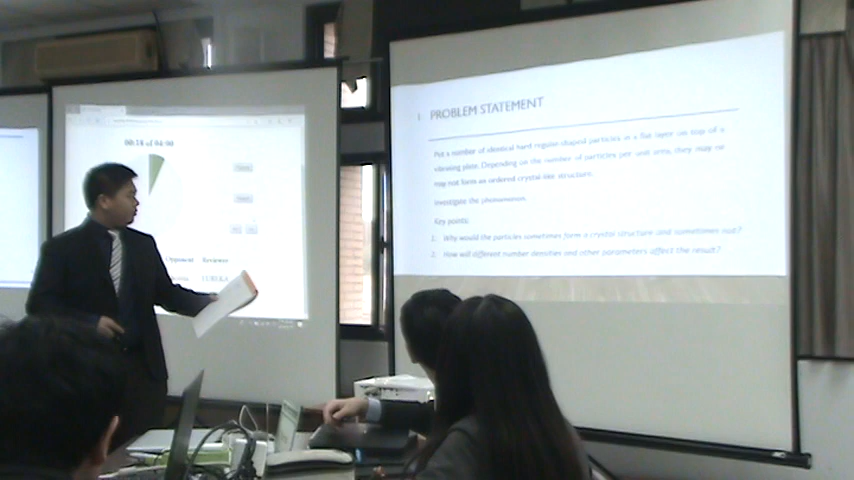 00:18 of 04:00
Opponent Reviewer
1 PROBLEM STATEMENT
Put a number of identical hard regular shaped particles in a flat layer on top of a
vibrating plate. Depending on the number of particles per unit area, they may or
may not form an ordered crystal-like structure.
Investigate the phenomenon.
Key points:
1. Why would the particles sometimes form a crystal structure and sometimes not?
2. How will different number densities and other parameters affect the result?